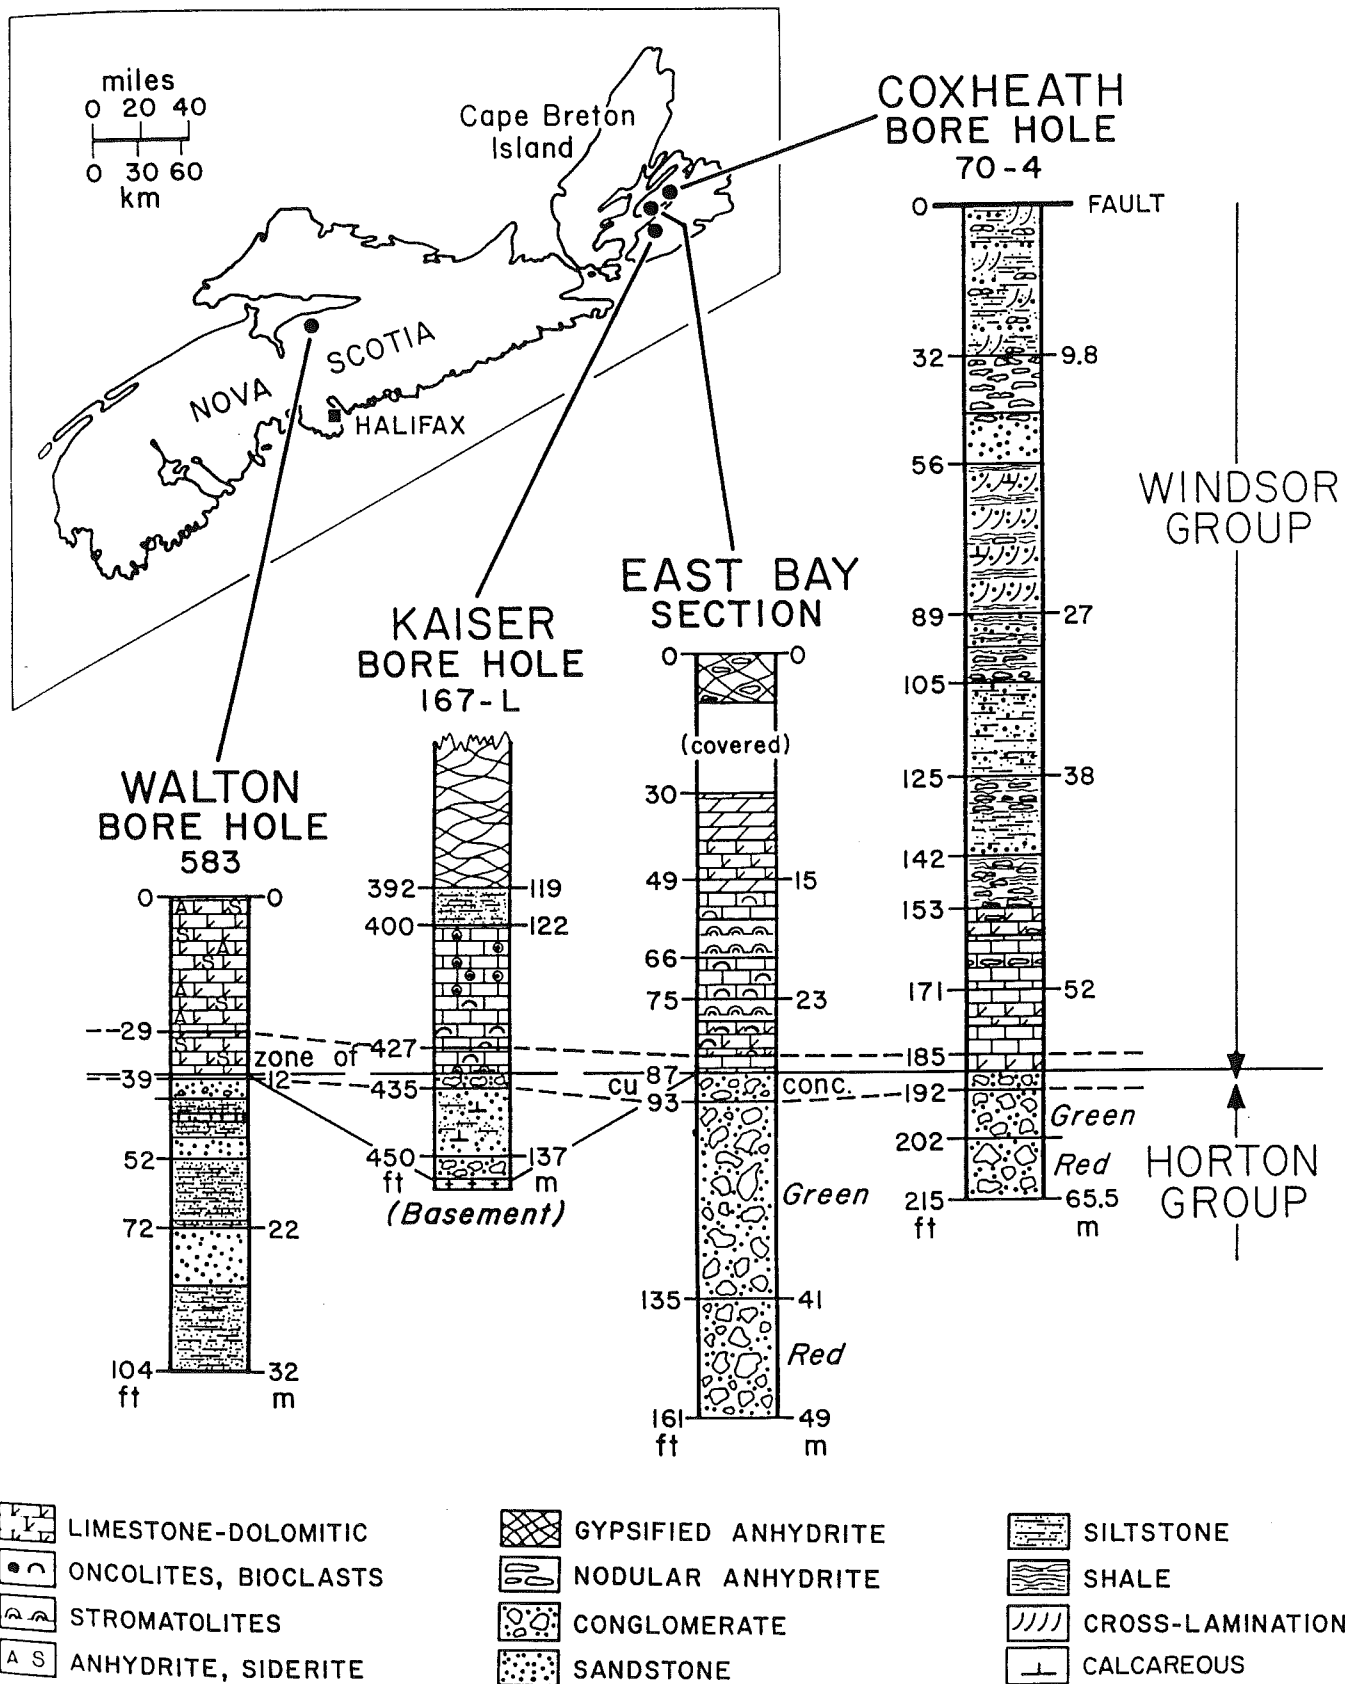 miles
0 20 40
0 30 60
km
Cape Breton
Island
NOVA SCOTIA
HALIFAX
COXHEATH
BORE HOLE
70-4
0 FAULT
32 9.8
56
89 27
105
125 38
142
153
171 52
185
192
202
215 65.5
ft m
Green
Red
WINDSOR
GROUP
HORTON
GROUP
EAST BAY
SECTION
0 0
(covered)
30
49 15
66
75 23
87
93
135 41
161 49
ft m
Green
Red
KAISER
BORE HOLE
167-L
392 119
400 122
427
435
450 137
ft m
(Basement)
WALTON
BORE HOLE
583
0 0
A S
S
A
S
A
S
A
S
S
29
39 12
52
72 22
104 32
ft m
zone of cu conc.
LIMESTONE-DOLOMITIC
ONCOLITES, BIOCLASTS
STROMATOLITES
A S ANHYDRITE, SIDERITE
GYPSIFIED ANHYDRITE
NODULAR ANHYDRITE
CONGLOMERATE
SANDSTONE
SILTSTONE
SHALE
CROSS-LAMINATION
CALCAREOUS